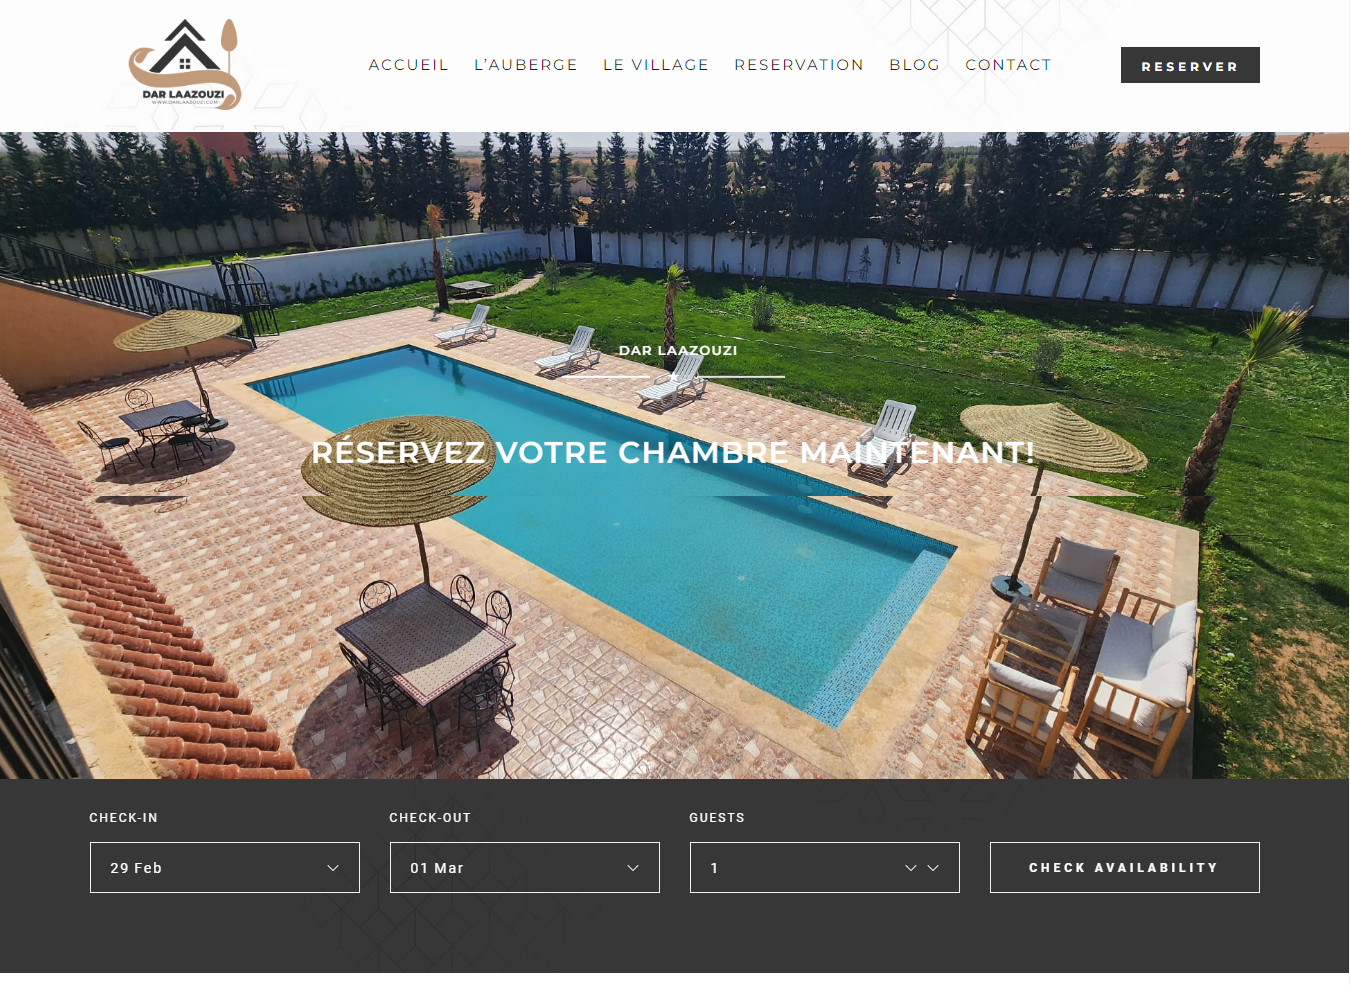 DAR LAAZOUZI
WWW.DARLAAZOUZI.COM
ACCUEIL L'AUBERGE LE VILLAGE RESERVATION BLOG CONTACT
RESERVER
DAR LAAZOUZI
RÉSERVEZ VOTRE CHAMBRE MAINTENANT!
CHECK-IN CHECK-OUT GUESTS
29 Feb 01 Mar 1 CHECK AVAILABILITY